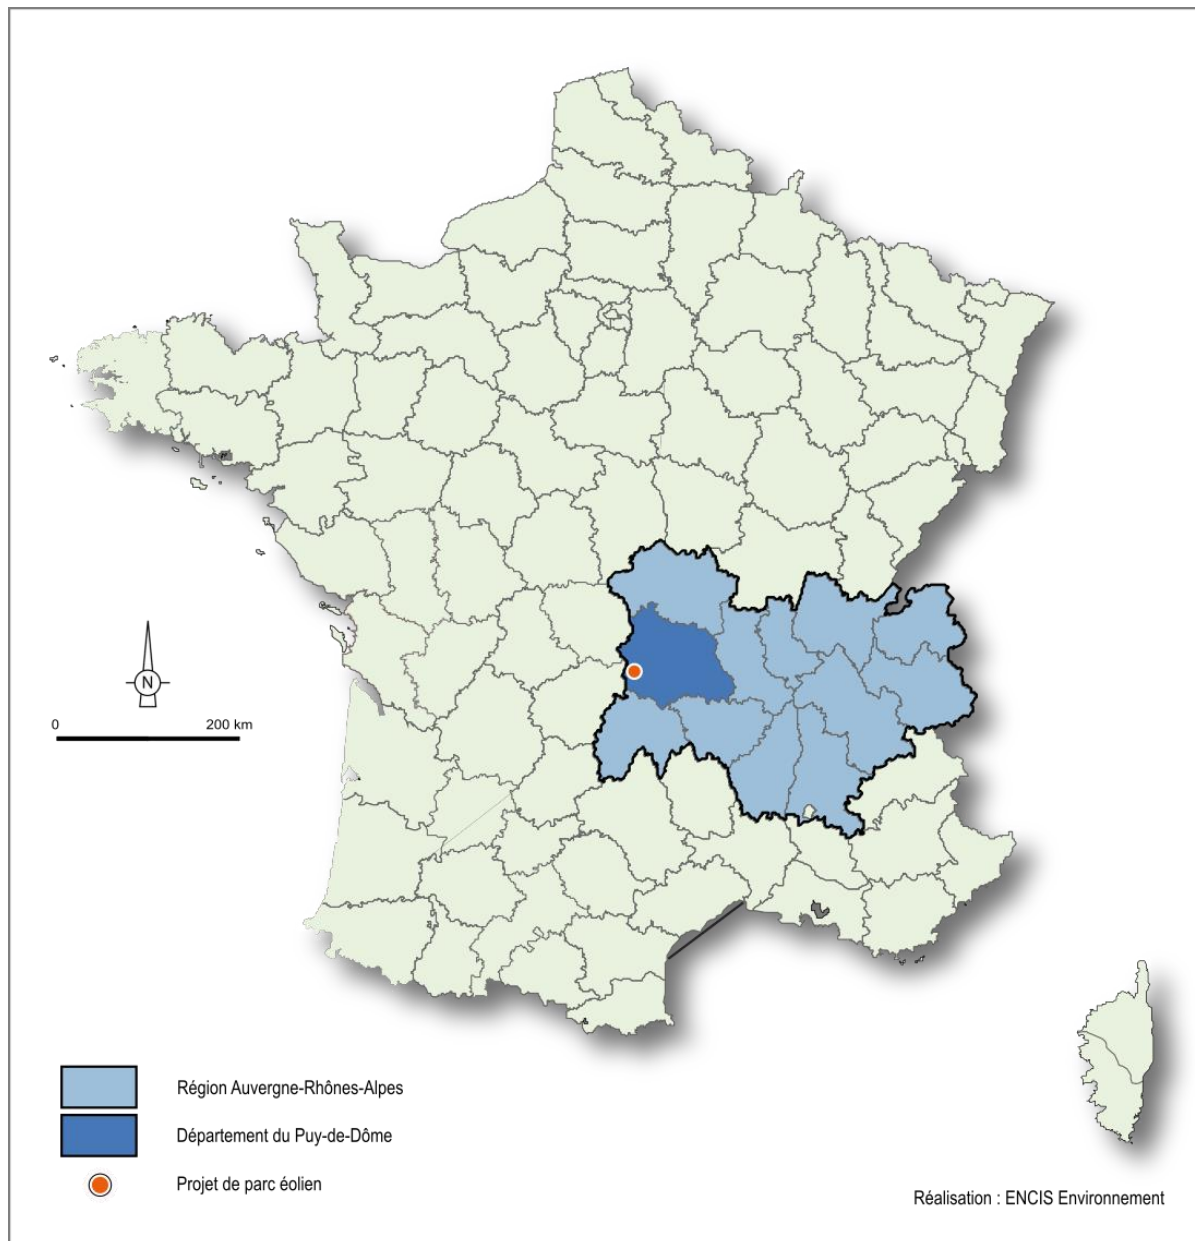 N
0
200 km
Région Auvergne-Rhônes-Alpes
Département du Puy-de-Dôme
Projet de parc éolien
Réalisation : ENCIS Environnement